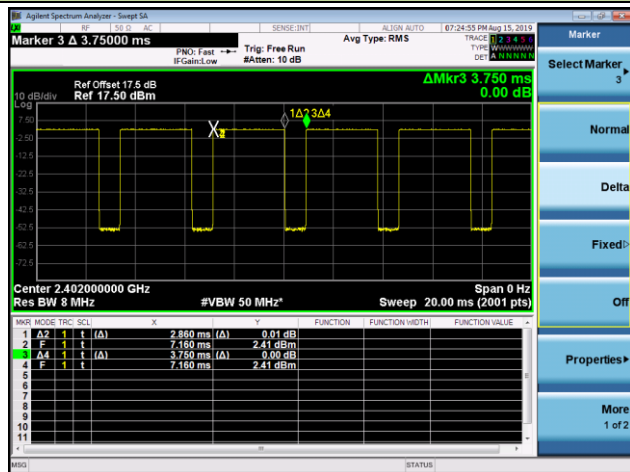 Agilent Spectrum Analyzer - Swept SA
RF 50 Ω AC SENSE:INT ALIGN AUTO 07:24:55 PM Aug 15, 2019
Marker 3 Δ 3.75000 ms
PNO: Fast
IFGain:Low
Trig: Free Run
#Atten: 10 dB
Avg Type: RMS
TRACE 1 2 3 4 5 6
TYPE WWWWWW
DET A N N N N N
Ref Offset 17.5 dB
10 dB/div Ref 17.50 dBm
Log
ΔMkr3 3.750 ms
0.00 dB
7.50
-2.50
-12.5
-22.5
-32.5
-42.5
-52.5
-62.5
-72.5
1Δ2 3Δ4
Center 2.402000000 GHz Span 0 Hz
Res BW 8 MHz #VBW 50 MHz* Sweep 20.00 ms (2001 pts)
MKR MODE TRC SCL X Y FUNCTION FUNCTION WIDTH FUNCTION VALUE
1 Δ2 1 t (Δ) 2.860 ms (Δ) 0.01 dB
2 F 1 t 7.160 ms 2.41 dBm
3 Δ4 1 t (Δ) 3.750 ms (Δ) 0.00 dB
4 F 1 t 7.160 ms 2.41 dBm
5
6
7
8
9
10
11
MSG STATUS
Marker
Select Marker
3
Normal
Delta
Fixed
Off
Properties
More
1 of 2